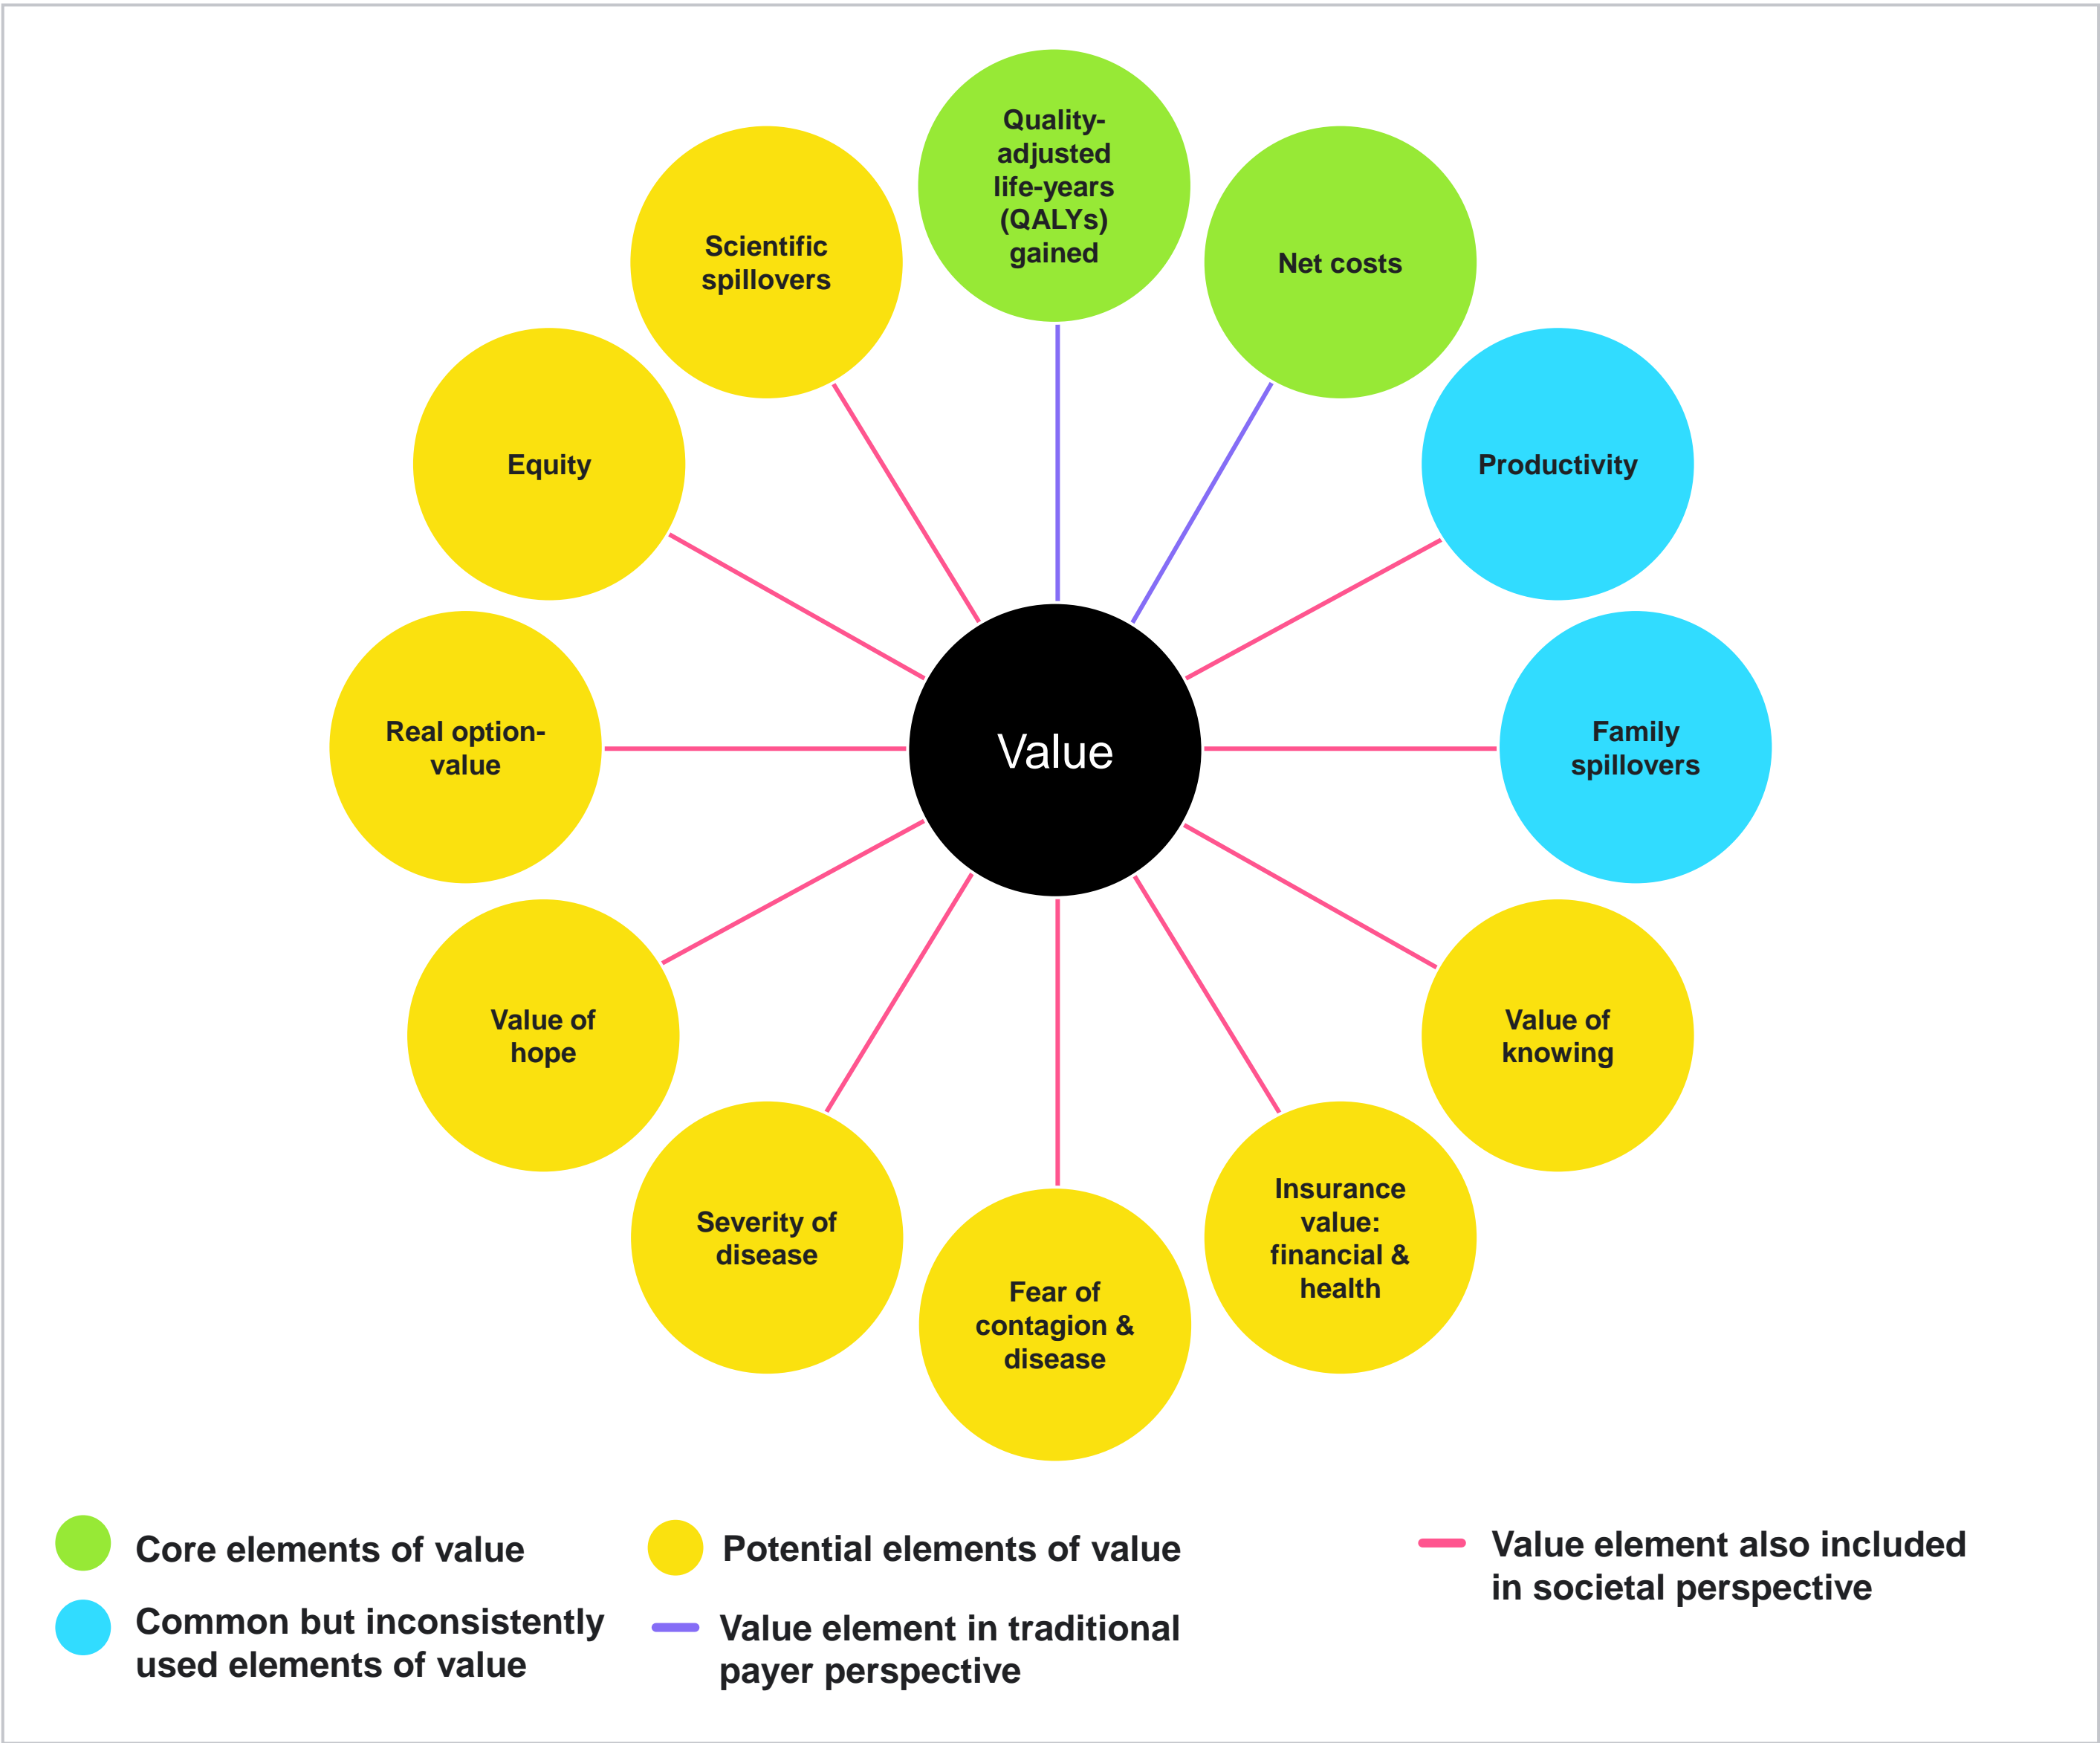 Quality-
adjusted
life-years
(QALYs)
gained
Net costs
Productivity
Family
spillovers
Value of
knowing
Insurance
value:
financial &
health
Fear of
contagion &
disease
Severity of
disease
Value of
hope
Real option-
value
Equity
Scientific
spillovers
Value
Core elements of value
Common but inconsistently
used elements of value
Potential elements of value
Value element in traditional
payer perspective
Value element also included
in societal perspective